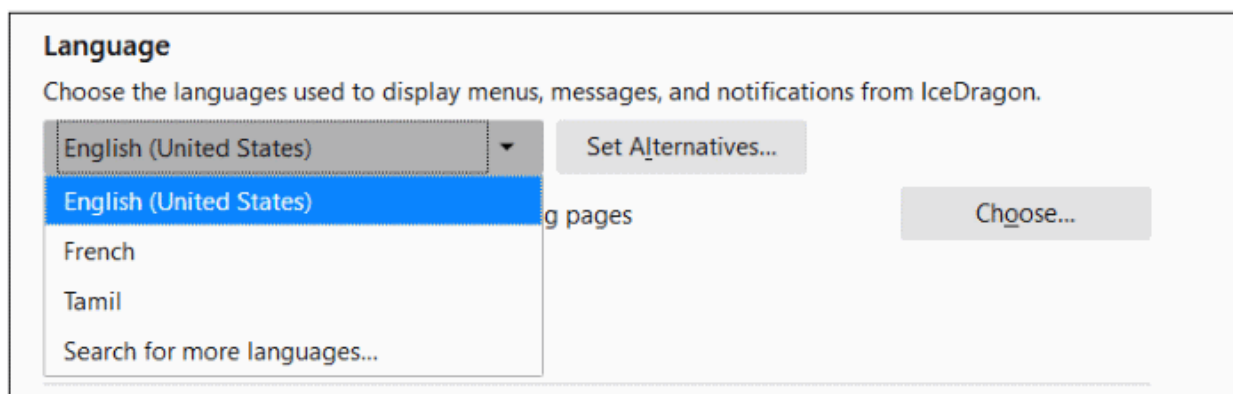 Language
Choose the languages used to display menus, messages, and notifications from IceDragon.
English (United States) Set Alternatives...
English (United States)
g pages Choose...
French
Tamil
Search for more languages...